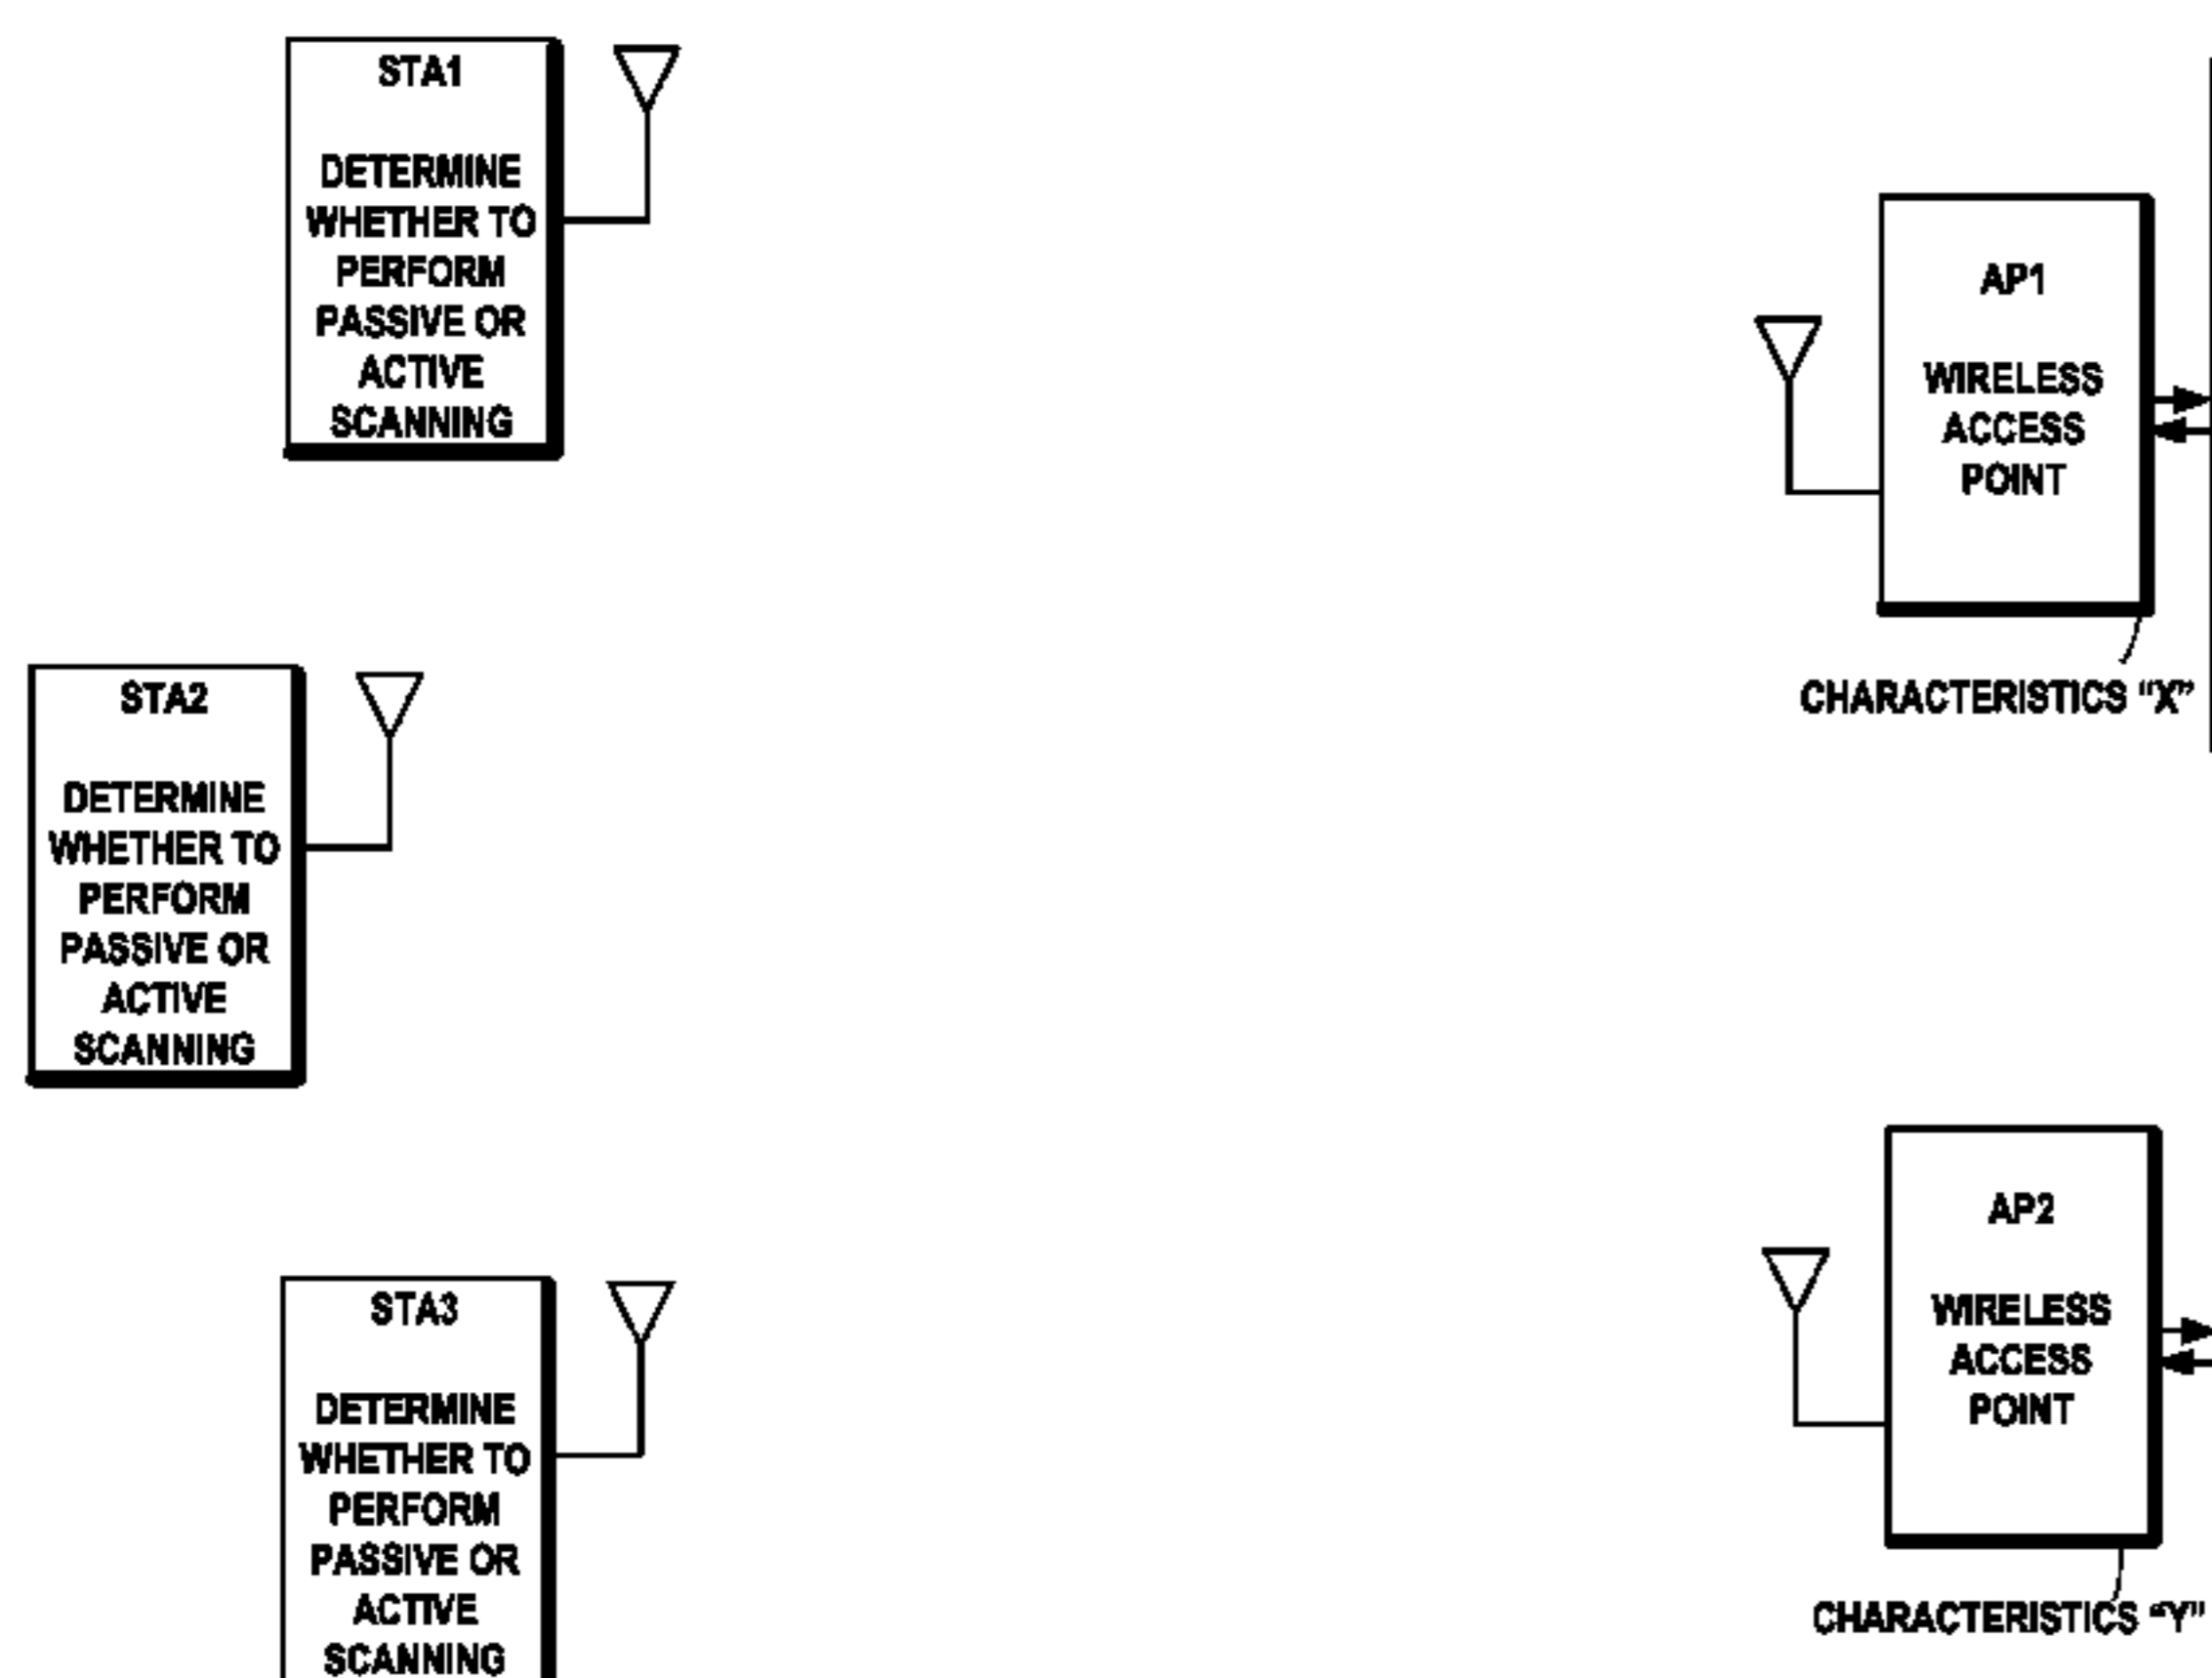 STA1
DETERMINE
WHETHER TO
PERFORM
PASSIVE OR
ACTIVE
SCANNING
AP1
WIRELESS
ACCESS
POINT
CHARACTERISTICS “X”
STA2
DETERMINE
WHETHER TO
PERFORM
PASSIVE OR
ACTIVE
SCANNING
AP2
WIRELESS
ACCESS
POINT
CHARACTERISTICS “Y”
STA3
DETERMINE
WHETHER TO
PERFORM
PASSIVE OR
ACTIVE
SCANNING